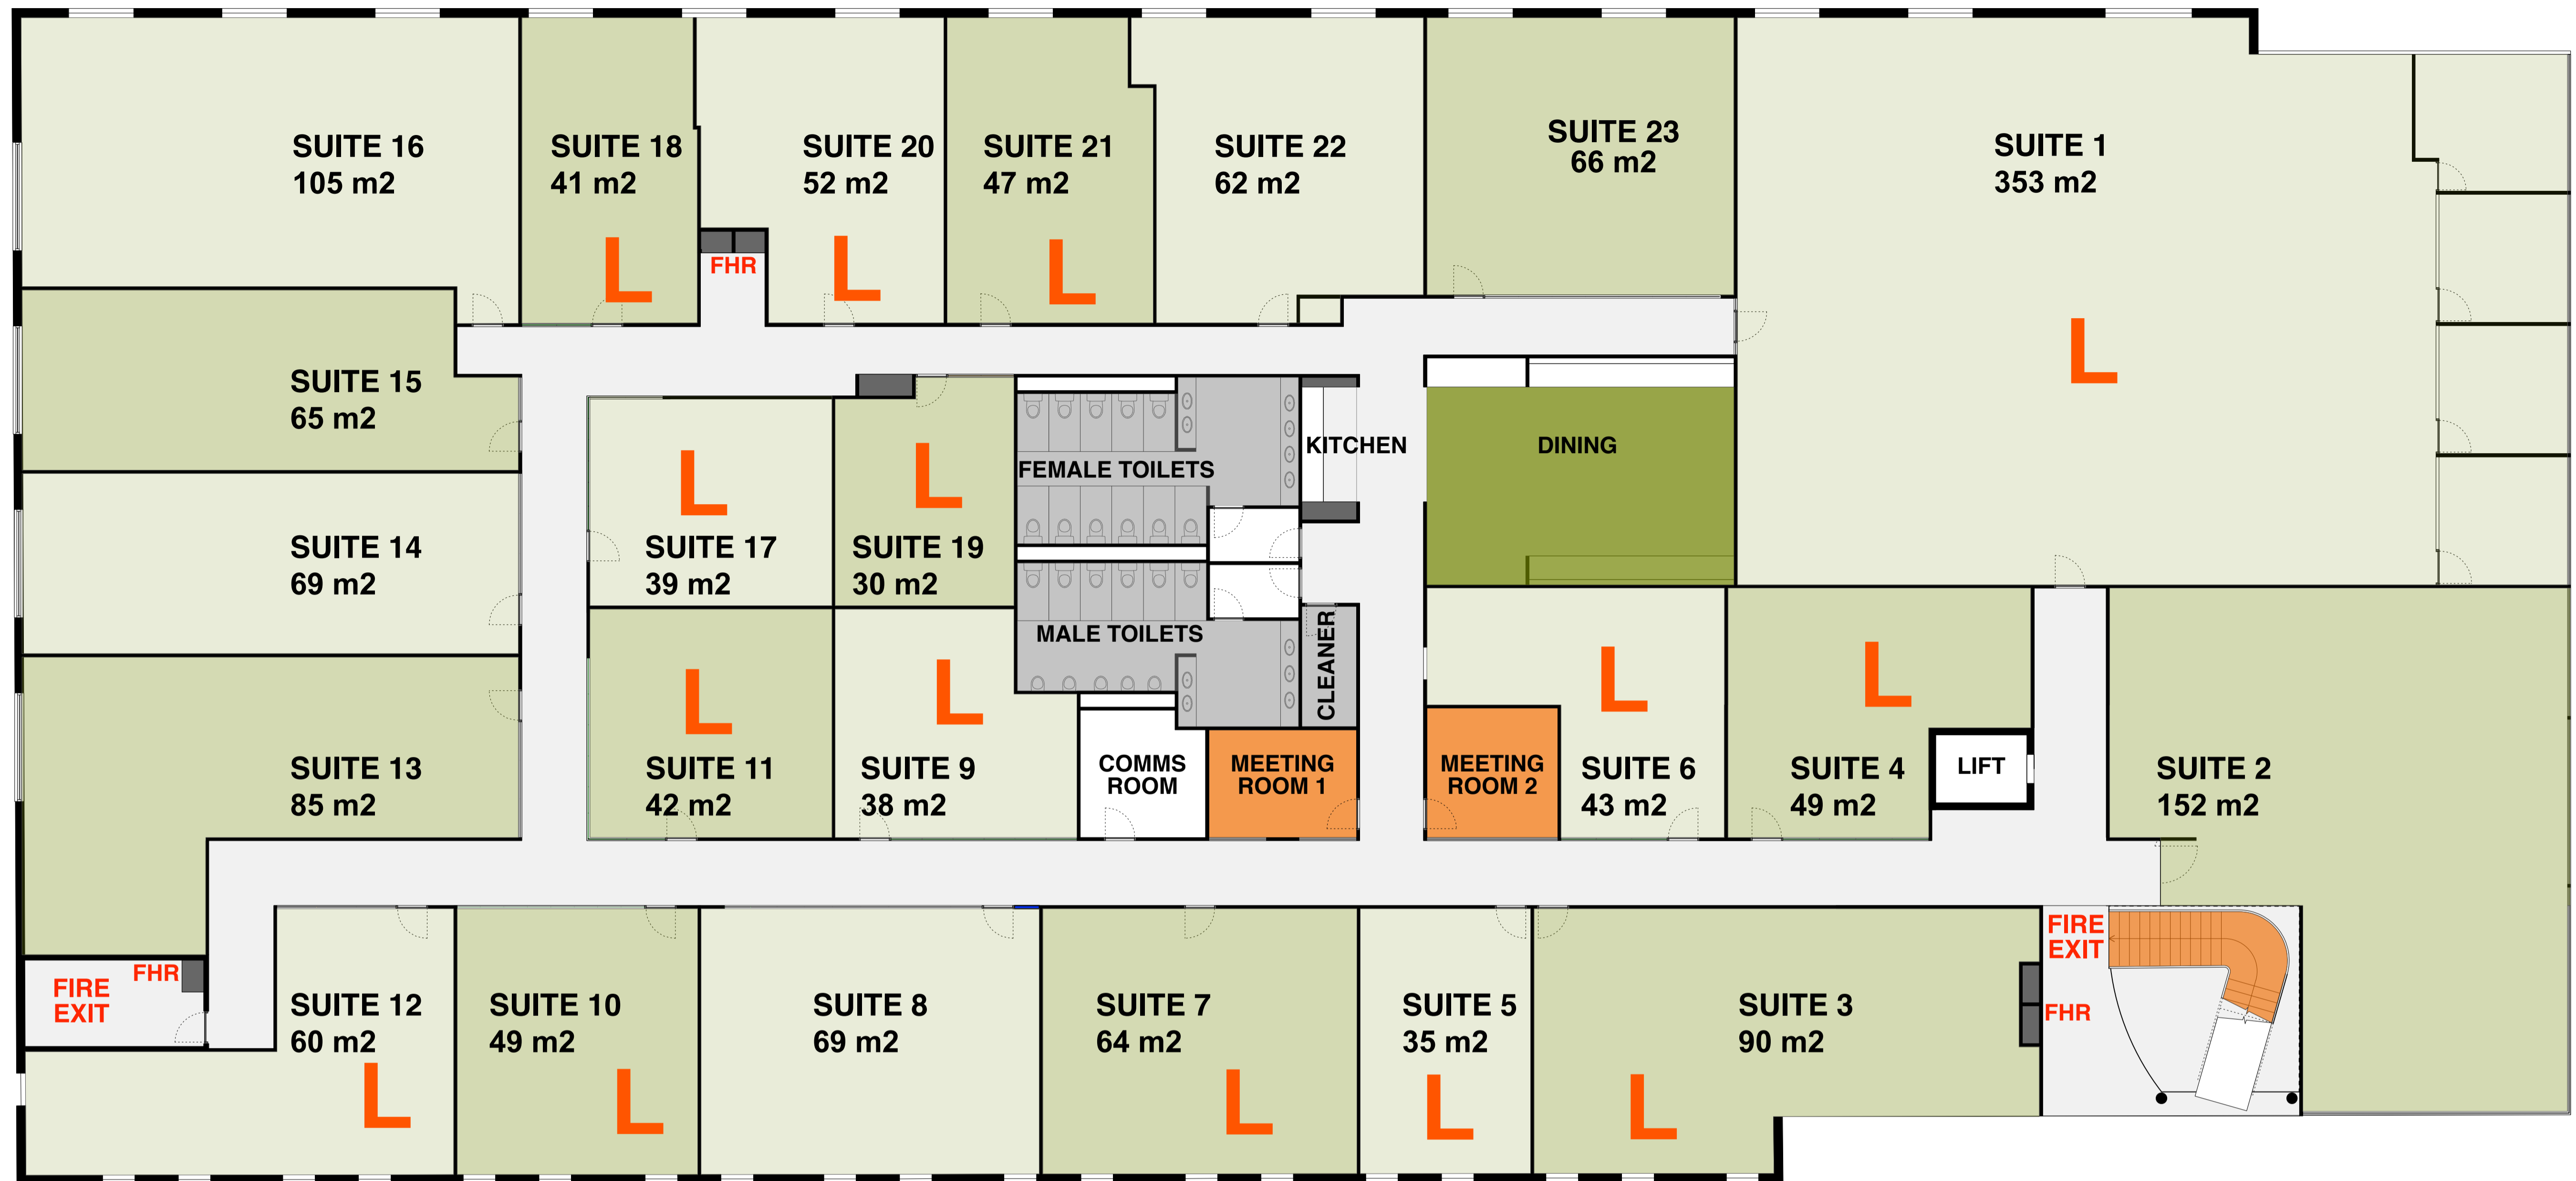 SUITE 16
105 m2
SUITE 18
41 m2
L
SUITE 20
52 m2
L
FHR
SUITE 21
47 m2
L
SUITE 22
62 m2
SUITE 23
66 m2
SUITE 1
353 m2
L
SUITE 15
65 m2
SUITE 14
69 m2
SUITE 13
85 m2
L
SUITE 17
39 m2
L
SUITE 19
30 m2
FEMALE TOILETS
KITCHEN
DINING
MALE TOILETS
CLEANER
L
SUITE 11
42 m2
L
SUITE 9
38 m2
COMMS
ROOM
MEETING
ROOM 1
MEETING
ROOM 2
L
SUITE 6
43 m2
L
SUITE 4
49 m2
LIFT
SUITE 2
152 m2
FHR
FIRE
EXIT
SUITE 12
60 m2
L
SUITE 10
49 m2
L
SUITE 8
69 m2
SUITE 7
64 m2
L
SUITE 5
35 m2
L
SUITE 3
90 m2
L
FIRE
EXIT
FHR